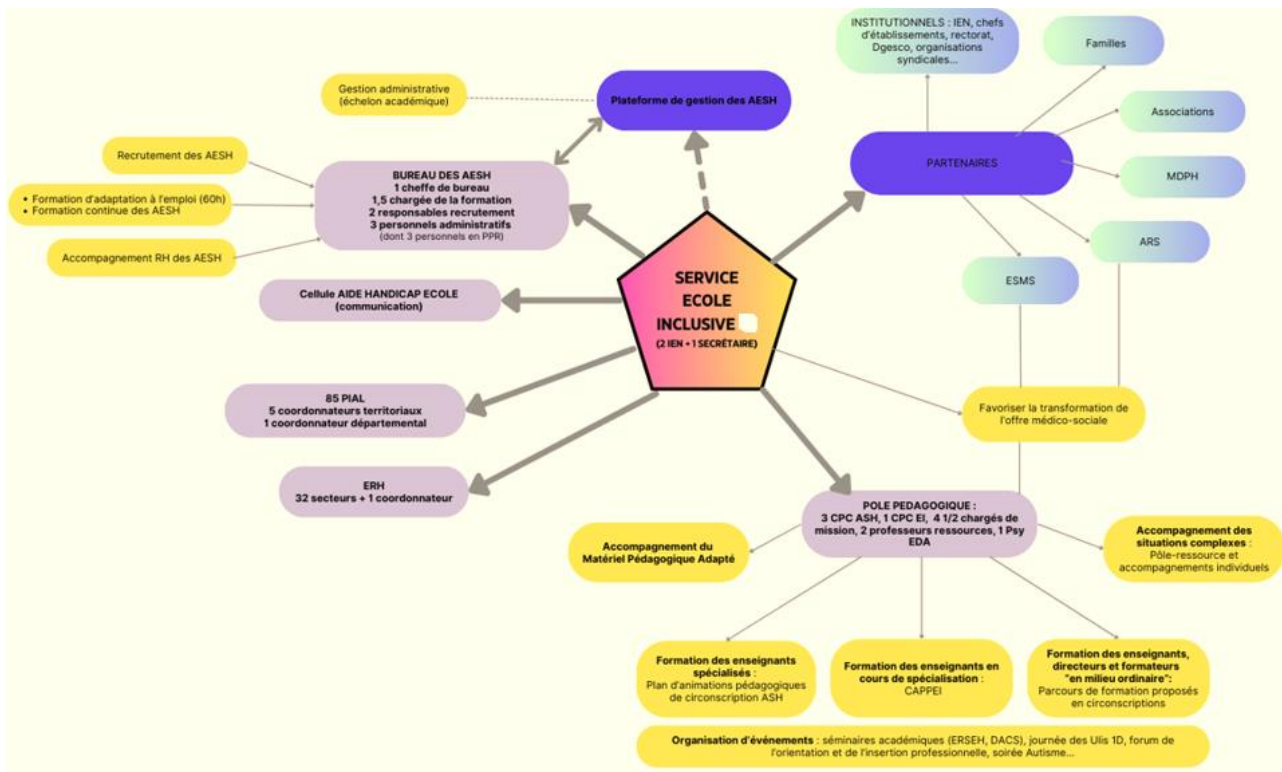 INSTITUTIONNELS : IEN, chefs
d'établissements, rectorat,
Dgesco, organisations
syndicales...
Familles
Gestion administrative
(échelon académique)
Plateforme de gestion des AESH
Associations
Recrutement des AESH
BUREAU DES AESH
1 cheffe de bureau
1,5 chargée de la formation
2 responsables recrutement
3 personnels administratifs
(dont 3 personnels en PPR)
PARTENAIRES
MDPH
• Formation d'adaptation à l'emploi (60h)
• Formation continue des AESH
Accompagnement RH des AESH
ARS
ESMS
Cellule AIDE HANDICAP ECOLE
(communication)
SERVICE
ECOLE
INCLUSIVE
(2 IEN + 1 SECRÉTAIRE)
85 PIAL
5 coordonnateurs territoriaux
1 coordonnateur départemental
Favoriser la transformation de
l'offre médico-sociale
ERH
32 secteurs + 1 coordonnateur
POLE PEDAGOGIQUE :
3 CPC ASH, 1 CPC EI, 4 1/2 chargés de
mission, 2 professeurs ressources, 1 Psy
EDA
Accompagnement du
Matériel Pédagogique Adapté
Accompagnement des
situations complexes :
Pôle-ressource et
accompagnements individuels
Formation des enseignants
spécialisés :
Plan d'animations pédagogiques
de circonscription ASH
Formation des enseignants en
cours de spécialisation :
CAPPEI
Formation des enseignants,
directeurs et formateurs
"en milieu ordinaire":
Parcours de formation proposés
en circonscriptions
Organisation d'événements : séminaires académiques (ERSEH, DACS), journée des Ulis 1D, forum de
l'orientation et de l'insertion professionnelle, soirée Autisme...